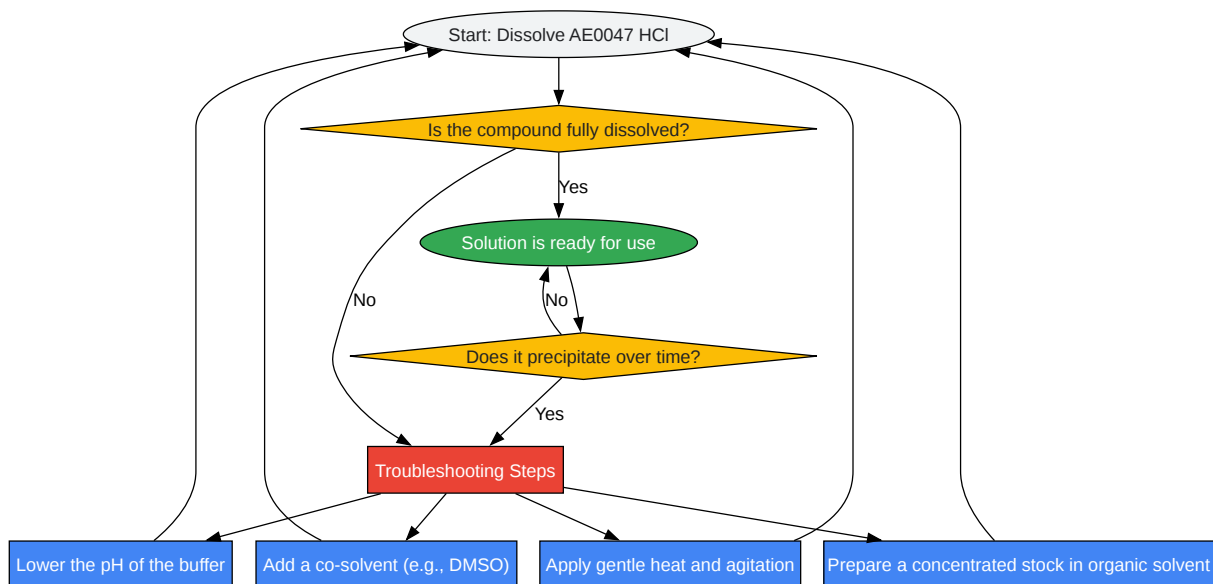 Start: Dissolve AE0047 HCl
Is the compound fully dissolved?
Yes
Solution is ready for use
No
No
Does it precipitate over time?
Yes
Troubleshooting Steps
Lower the pH of the buffer
Add a co-solvent (e.g., DMSO)
Apply gentle heat and agitation
Prepare a concentrated stock in organic solvent